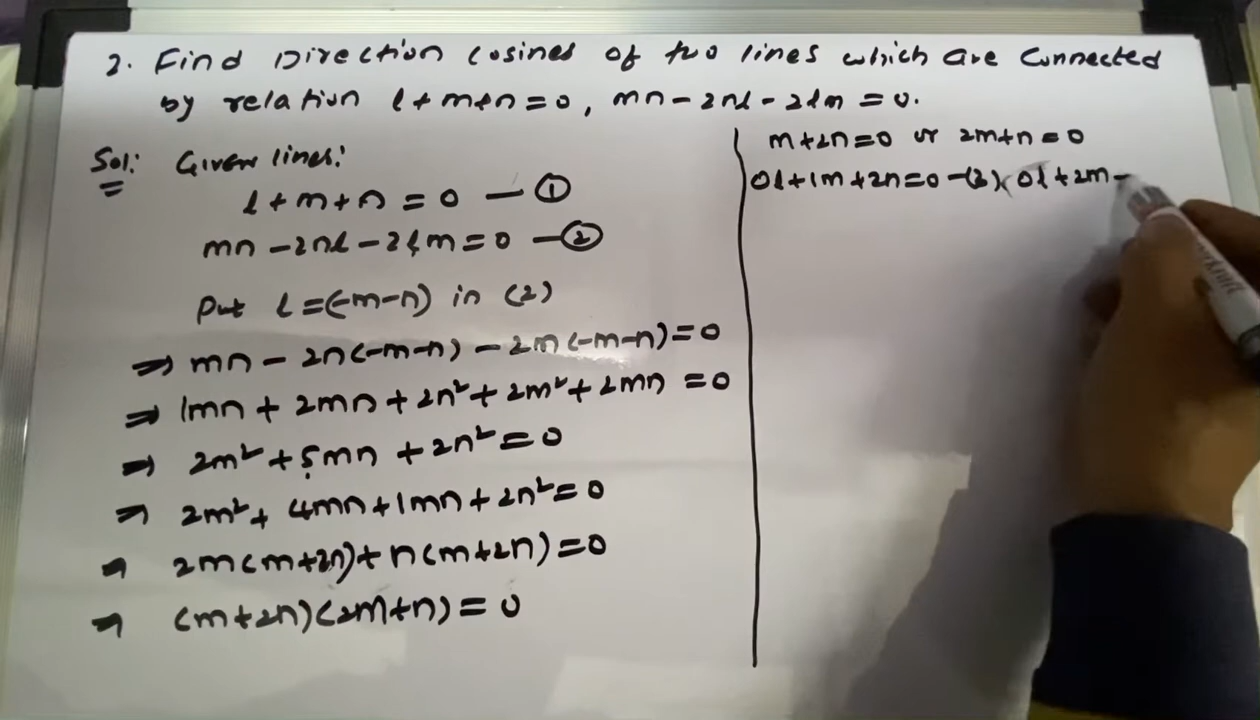 2. Find Direction Cosines of two lines which are Connected
by relation l + m + n = 0, mn - 2nl - 2lm = 0.
Sol: Given lines:
l + m + n = 0 — ①
mn - 2nl - 2lm = 0 — ②
Put l = (-m-n) in (2)
⇒ mn - 2n(-m-n) - 2m(-m-n) = 0
⇒ 1mn + 2mn + 2n² + 2m² + 2mn = 0
⇒ 2m² + 5mn + 2n² = 0
⇒ 2m² + 4mn + 1mn + 2n² = 0
⇒ 2m(m+2n) + n(m+2n) = 0
⇒ (m+2n)(2m+n) = 0
m+2n = 0 or 2m+n = 0
0l + 1m + 2n = 0 -(3) 0l + 2m